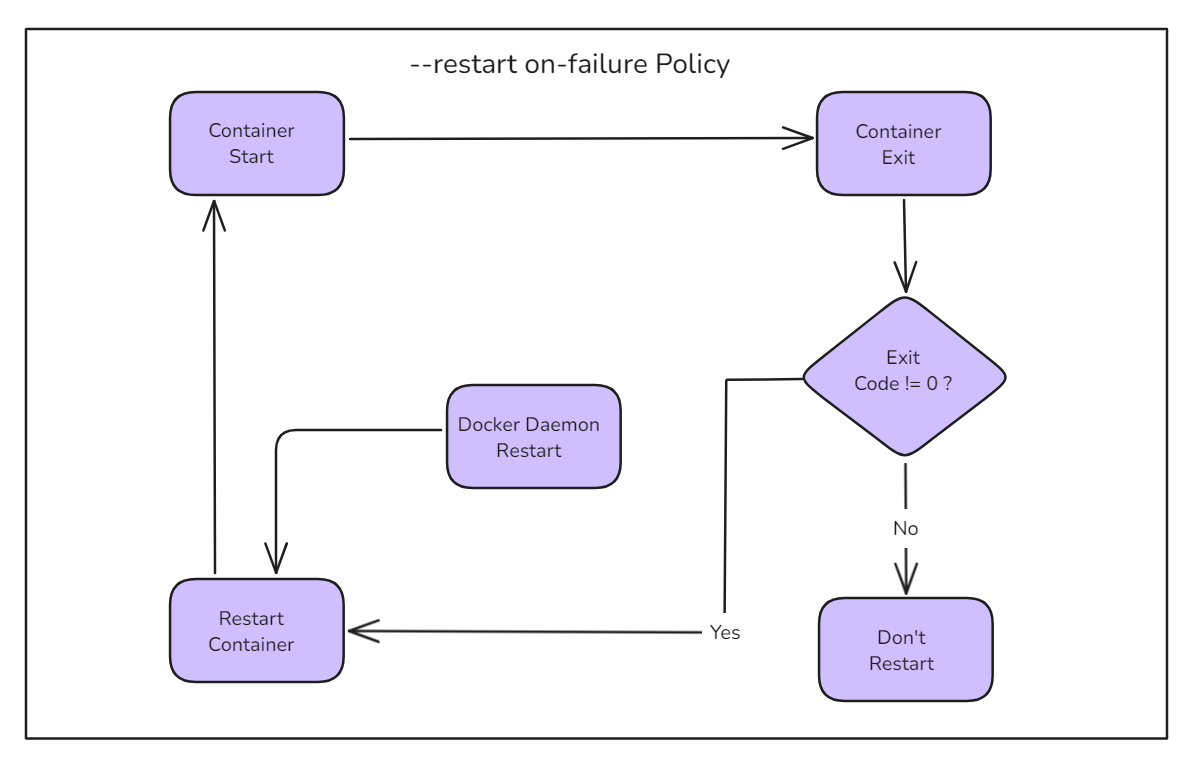 --restart on-failure Policy
Container
Start
Container
Exit
Exit
Code != 0 ?
Docker Daemon
Restart
No
Restart
Container
Yes
Don't
Restart